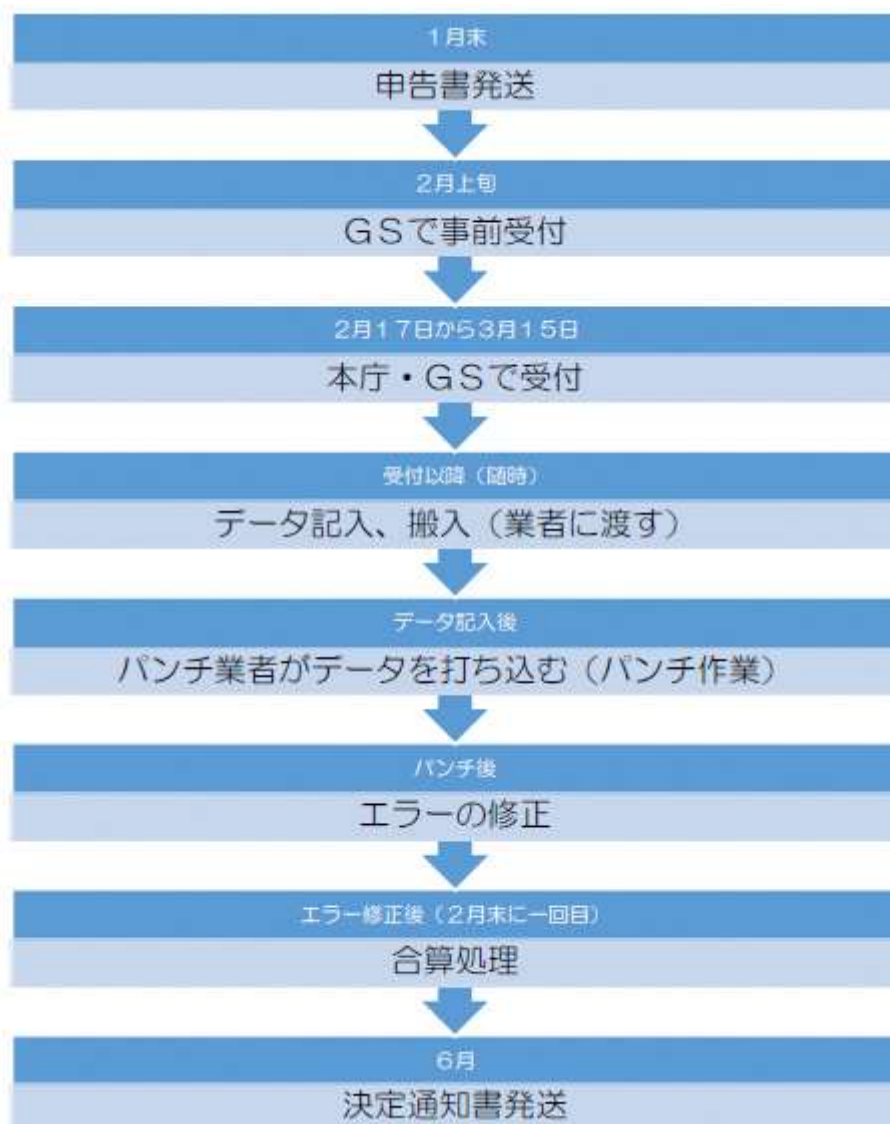 １月末
申告書発送
２月上旬
ＧＳで事前受付
２月１７日から３月１５日
本庁・ＧＳで受付
受付以降（随時）
データ記入、搬入（業者に渡す）
データ記入後
パンチ業者がデータを打ち込む（パンチ作業）
パンチ後
エラーの修正
エラー修正後（２月末に一回目）
合算処理
６月
決定通知書発送